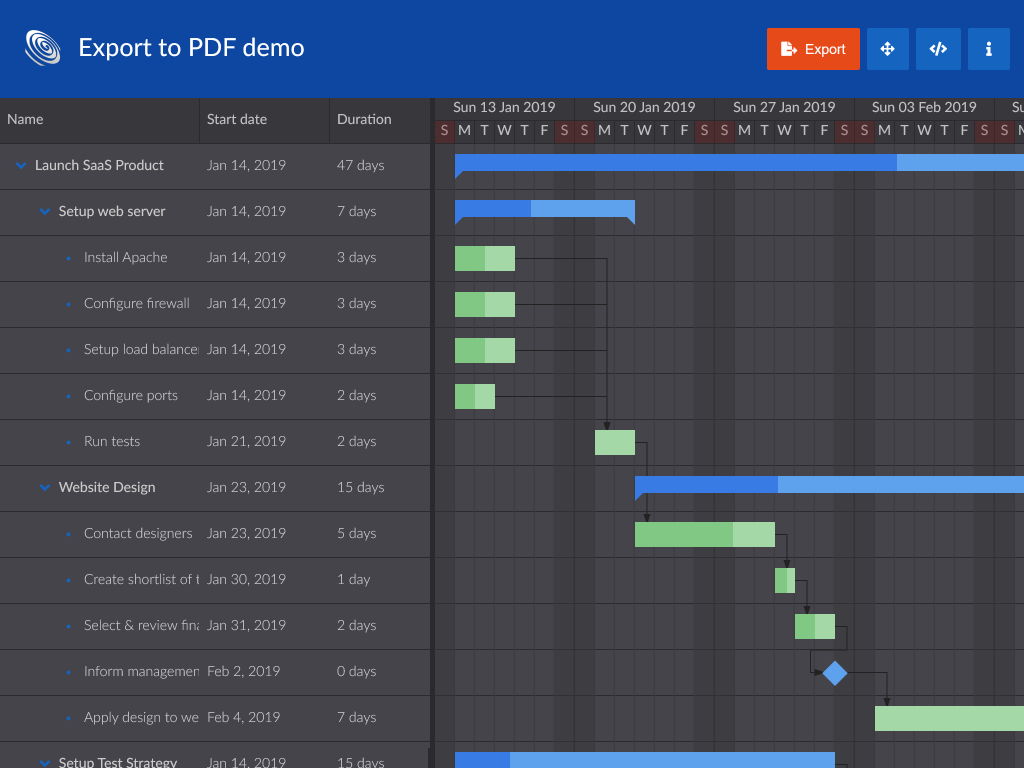 Export to PDF demo
Export
Name Start date Duration
Sun 13 Jan 2019 Sun 20 Jan 2019 Sun 27 Jan 2019 Sun 03 Feb 2019
S M T W T F S S M T W T F S S M T W T F S S M T W T F S S M
Launch SaaS Product Jan 14, 2019 47 days
Setup web server Jan 14, 2019 7 days
Install Apache Jan 14, 2019 3 days
Configure firewall Jan 14, 2019 3 days
Setup load balancer Jan 14, 2019 3 days
Configure ports Jan 14, 2019 2 days
Run tests Jan 21, 2019 2 days
Website Design Jan 23, 2019 15 days
Contact designers Jan 23, 2019 5 days
Create shortlist of Jan 30, 2019 1 day
Select & review Jan 31, 2019 2 days
Inform Feb 2, 2019 0 days
Apply design to Feb 4, 2019 7 days
Setup Test Strategy Jan 14, 2019 15 days